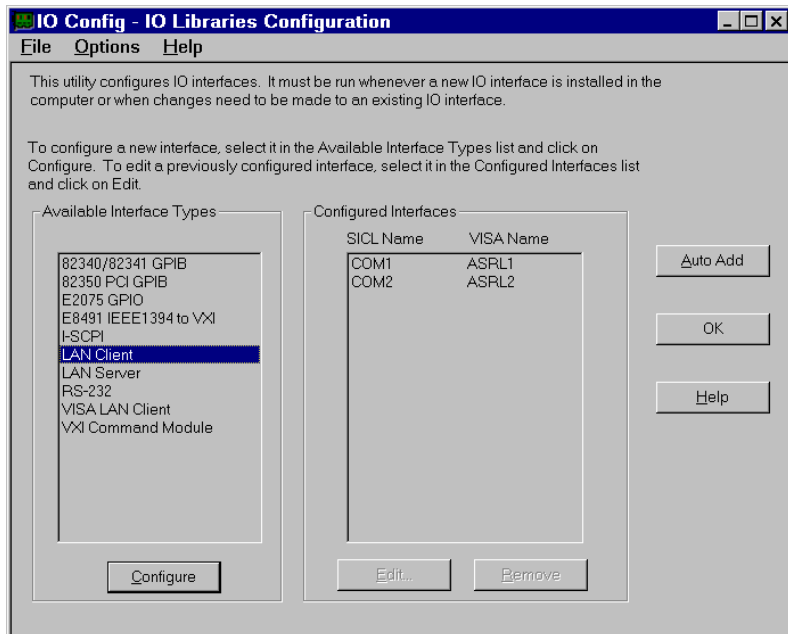 IO Config - IO Libraries Configuration
File Options Help
This utility configures IO interfaces. It must be run whenever a new IO interface is installed in the
computer or when changes need to be made to an existing IO interface.
To configure a new interface, select it in the Available Interface Types list and click on
Configure. To edit a previously configured interface, select it in the Configured Interfaces list
and click on Edit.
Available Interface Types
82340/82341 GPIB
82350 PCI GPIB
E2075 GPIO
E8491 IEEE1394 to VXI
I-SCPI
LAN Client
LAN Server
RS-232
VISA LAN Client
VXI Command Module
Configure
Configured Interfaces
SICL Name VISA Name
COM1 ASRL1
COM2 ASRL2
Edit...
Remove
Auto Add
OK
Help